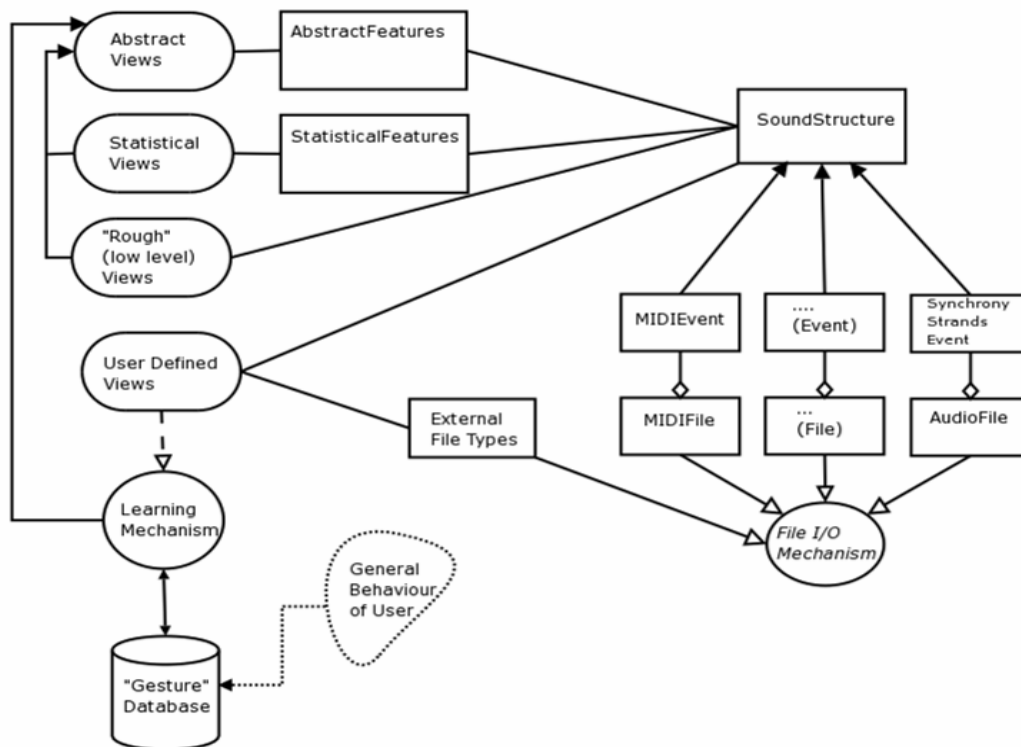 Abstract
Views
AbstractFeatures
SoundStructure
Statistical
Views
StatisticalFeatures
"Rough"
(low level)
Views
MIDIEvent
....
(Event)
Synchrony
Strands
Event
User Defined
Views
External
File Types
MIDIFile
...
(File)
AudioFile
Learning
Mechanism
File I/O
Mechanism
General
Behaviour
of User
"Gesture"
Database